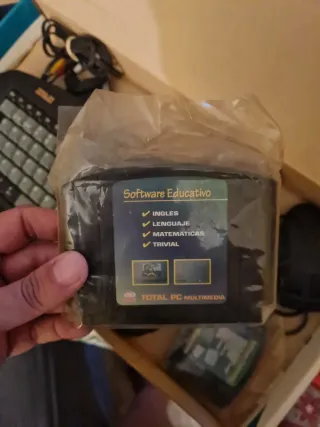 Software Educativo
INGLES
LENGUAJE
MATEMATICAS
TRIVIAL
TOTAL PC MULTIMEDIA